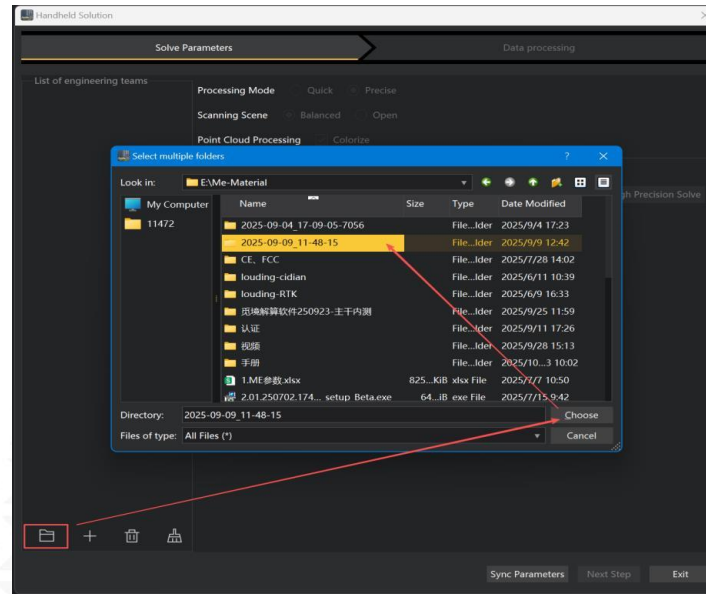 Handheld Solution
Solve Parameters
Data processing
List of engineering teams
Processing Mode Quick Precise
Scanning Scene Balanced Open
Point Cloud Processing Colorize
Select multiple folders ?
Look in: E:\Me-Material
gh Precision Solve
My Computer
11472
Name Size Type Date Modified
2025-09-04_17-09-05-7056 File...lder 2025/9/4 17:23
2025-09-09_11-48-15 File...lder 2025/9/9 12:42
CE、FCC File...lder 2025/7/28 14:02
louding-cidian File...lder 2025/6/11 10:39
louding-RTK File...lder 2025/6/9 16:33
觅境解算软件250923-主干内测 File...lder 2025/9/25 11:59
认证 File...lder 2025/9/11 17:26
视频 File...lder 2025/9/28 15:13
手册 File...lder 2025/10...3 10:02
1.ME参数.xlsx 825...KiB xlsx File 2025/7/7 10:50
2.01.250702.174... setup Beta.exe 64...iB exe File 2025/7/15 9:42
Directory: 2025-09-09_11-48-15 Choose
Files of type: All Files (*) Cancel
Sync Parameters Next Step Exit